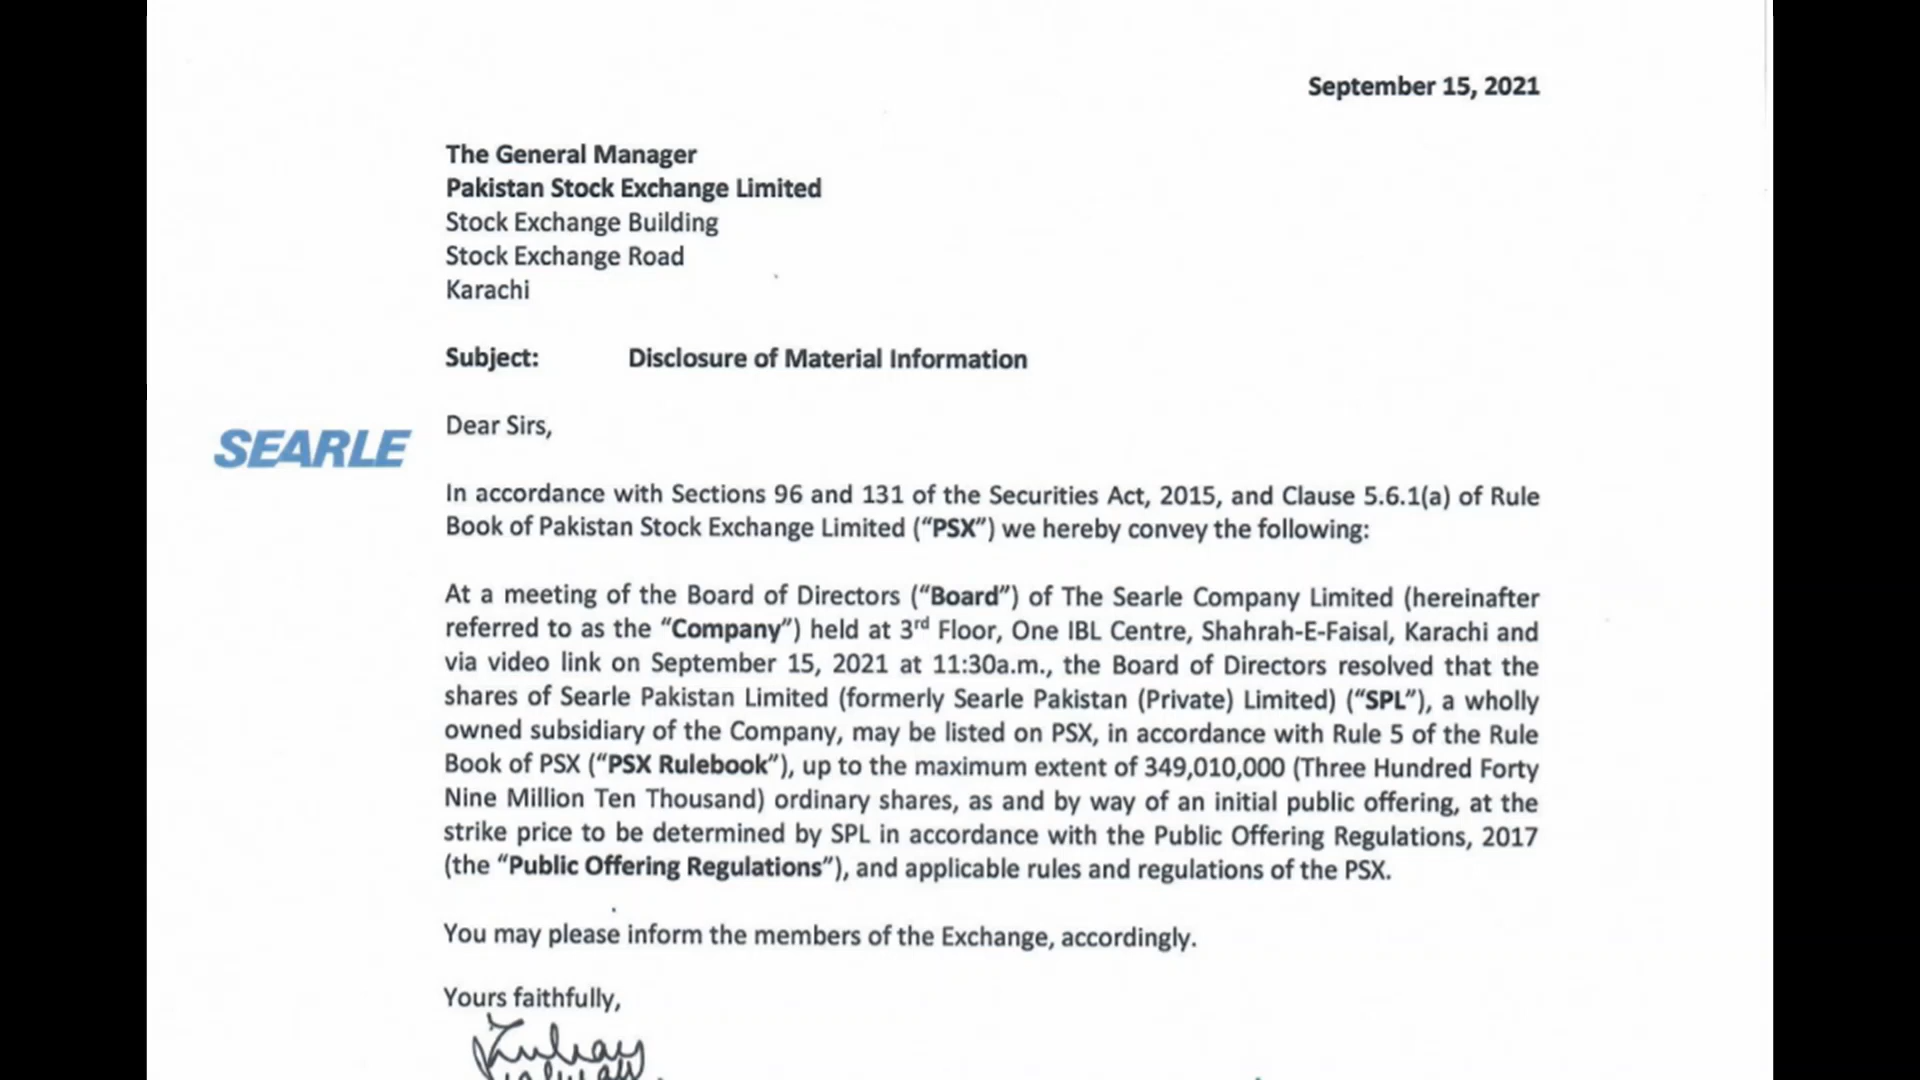 September 15, 2021
The General Manager
Pakistan Stock Exchange Limited
Stock Exchange Building
Stock Exchange Road
Karachi
Subject: Disclosure of Material Information
Dear Sirs,
SEARLE
In accordance with Sections 96 and 131 of the Securities Act, 2015, and Clause 5.6.1(a) of Rule
Book of Pakistan Stock Exchange Limited (“PSX”) we hereby convey the following:
At a meeting of the Board of Directors (“Board”) of The Searle Company Limited (hereinafter
referred to as the “Company”) held at 3rd Floor, One IBL Centre, Shahrah-E-Faisal, Karachi and
via video link on September 15, 2021 at 11:30a.m., the Board of Directors resolved that the
shares of Searle Pakistan Limited (formerly Searle Pakistan (Private) Limited) (“SPL”), a wholly
owned subsidiary of the Company, may be listed on PSX, in accordance with Rule 5 of the Rule
Book of PSX (“PSX Rulebook”), up to the maximum extent of 349,010,000 (Three Hundred Forty
Nine Million Ten Thousand) ordinary shares, as and by way of an initial public offering, at the
strike price to be determined by SPL in accordance with the Public Offering Regulations, 2017
(the “Public Offering Regulations”), and applicable rules and regulations of the PSX.
You may please inform the members of the Exchange, accordingly.
Yours faithfully,